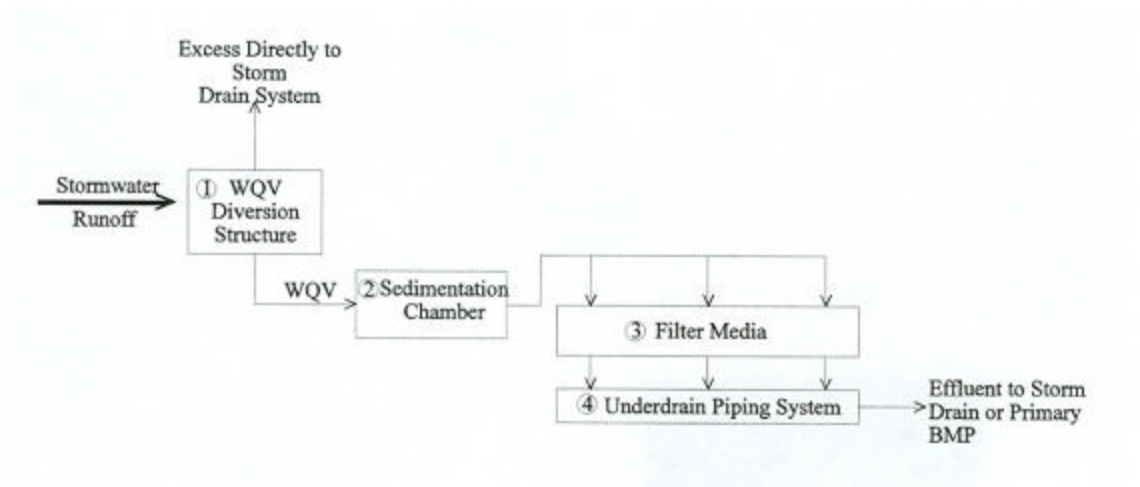 Excess Directly to
Storm
Drain System
Stormwater
Runoff
① WQV
Diversion
Structure
WQV
② Sedimentation
Chamber
③ Filter Media
④ Underdrain Piping System
Effluent to Storm
Drain or Primary
BMP